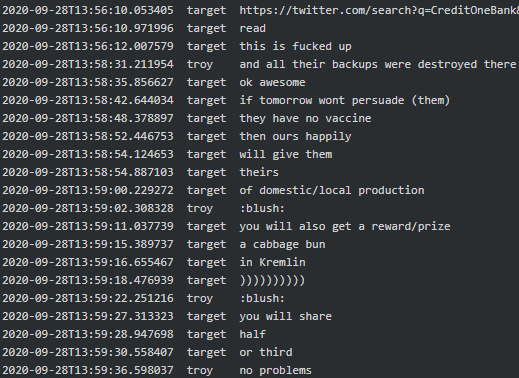 2020-09-28T13:56:10.053405 target https://twitter.com/search?q=CreditOneBank&
2020-09-28T13:56:10.971996 target read
2020-09-28T13:56:12.007579 target this is fucked up
2020-09-28T13:58:31.211954 troy and all their backups were destroyed there
2020-09-28T13:58:35.856627 target ok awesome
2020-09-28T13:58:42.644034 target if tomorrow wont persuade (them)
2020-09-28T13:58:48.378897 target they have no vaccine
2020-09-28T13:58:52.446753 target then ours happily
2020-09-28T13:58:54.124653 target will give them
2020-09-28T13:58:54.887103 target theirs
2020-09-28T13:59:00.229272 target of domestic/local production
2020-09-28T13:59:02.308328 troy :blush:
2020-09-28T13:59:11.037739 target you will also get a reward/prize
2020-09-28T13:59:15.389737 target a cabbage bun
2020-09-28T13:59:16.655467 target in Kremlin
2020-09-28T13:59:18.476939 target ))))))))))
2020-09-28T13:59:22.251216 troy :blush:
2020-09-28T13:59:27.313323 target you will share
2020-09-28T13:59:28.947698 target half
2020-09-28T13:59:30.558407 target or third
2020-09-28T13:59:36.598037 troy no problems